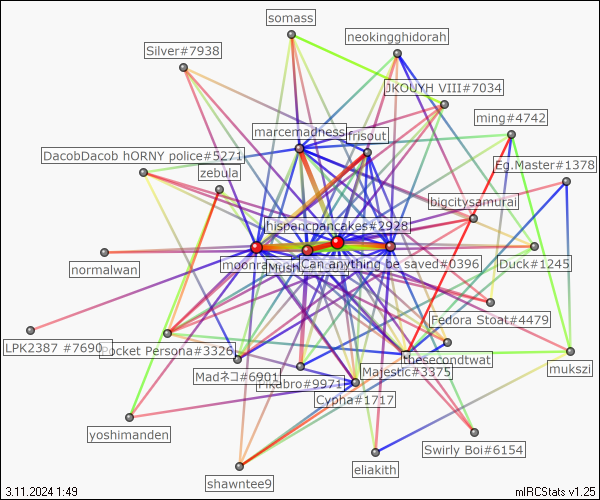 somass
neokingghidorah
Silver#7938
JKOUYH VIII#7034
ming#4742
marcemadness
frisout
DacobDacob hORNY police#5271
Eg.Master#1378
zebula
bigcitysamurai
hispancpancakes#2928
moonra
Mush
Can anything be saved#0396
Duck#1245
normalwan
Fedora Stoat#4479
LPK2387 #7690
ocket Persona#3326
thesecondtwat
Majestic#3375
mukszi
Madネコ#6901
#9971
Cypha#1717
yoshimanden
Swirly Boi#6154
eliakith
shawntee9
3.11.2024 1:49
mIRCStats v1.25